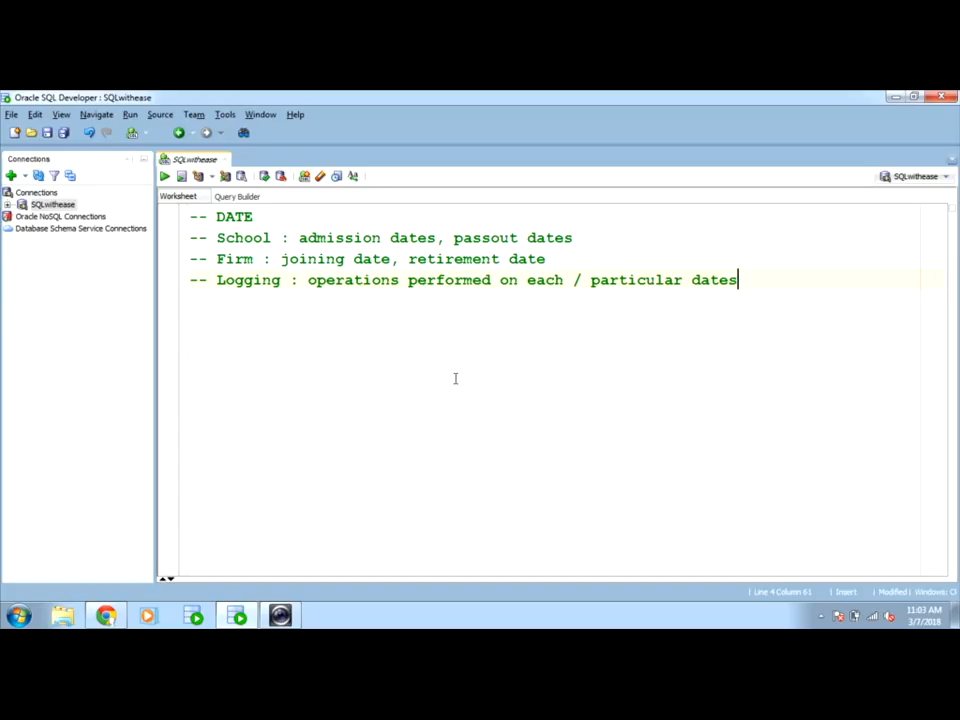 Oracle SQL Developer : SQLwithease
File Edit View Navigate Run Source Team Tools Window Help
Connections
SQLwithease
SQLwithease
Connections
SQLwithease
Oracle NoSQL Connections
Database Schema Service Connections
Worksheet Query Builder
-- DATE
-- School : admission dates, passout dates
-- Firm : joining date, retirement date
-- Logging : operations performed on each / particular dates
Line 4 Column 61 Insert Modified Windows:
11:03 AM
3/7/2018